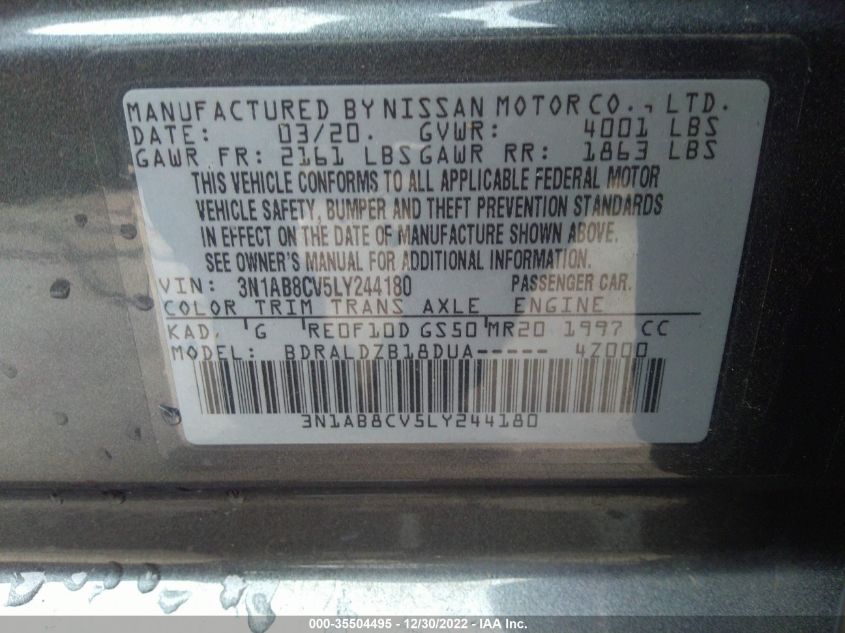 MANUFACTURED BY NISSAN MOTOR CO., LTD.
DATE: 03/20. GVWR: 4001 LBS
GAWR FR: 2161 LBS GAWR RR: 1863 LBS
THIS VEHICLE CONFORMS TO ALL APPLICABLE FEDERAL MOTOR
VEHICLE SAFETY, BUMPER AND THEFT PREVENTION STANDARDS
IN EFFECT ON THE DATE OF MANUFACTURE SHOWN ABOVE.
SEE OWNER'S MANUAL FOR ADDITIONAL INFORMATION.
VIN: 3N1AB8CV5LY244180 PASSENGER CAR.
COLOR TRIM TRANS AXLE ENGINE
KAD G RE0F10D GS50 MR20 1997 CC
MODEL: BDRALDZB18DUA----- 4Z000
3N1AB8CV5LY244180
000-35504495 - 12/30/2022 - IAA